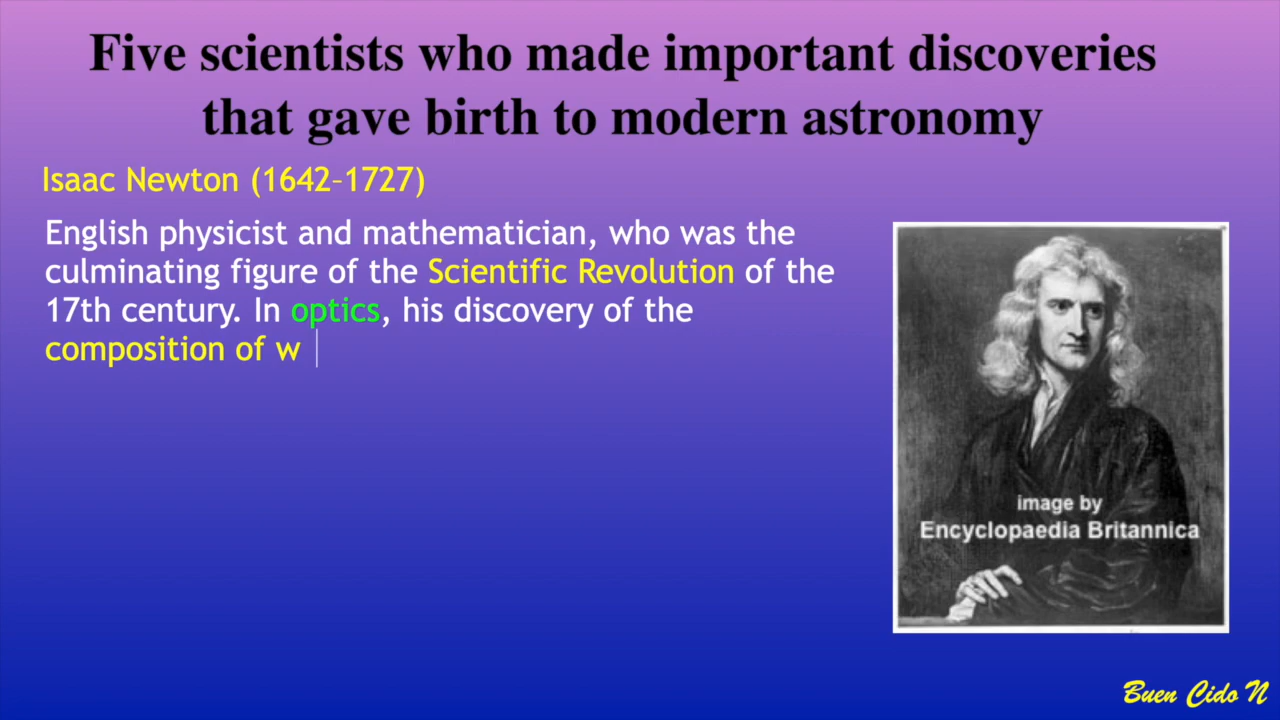 Five scientists who made important discoveries
that gave birth to modern astronomy
Isaac Newton (1642–1727)
English physicist and mathematician, who was the
culminating figure of the Scientific Revolution of the
17th century. In optics, his discovery of the
composition of w
image by
Encyclopaedia Britannica
Buen Cido N